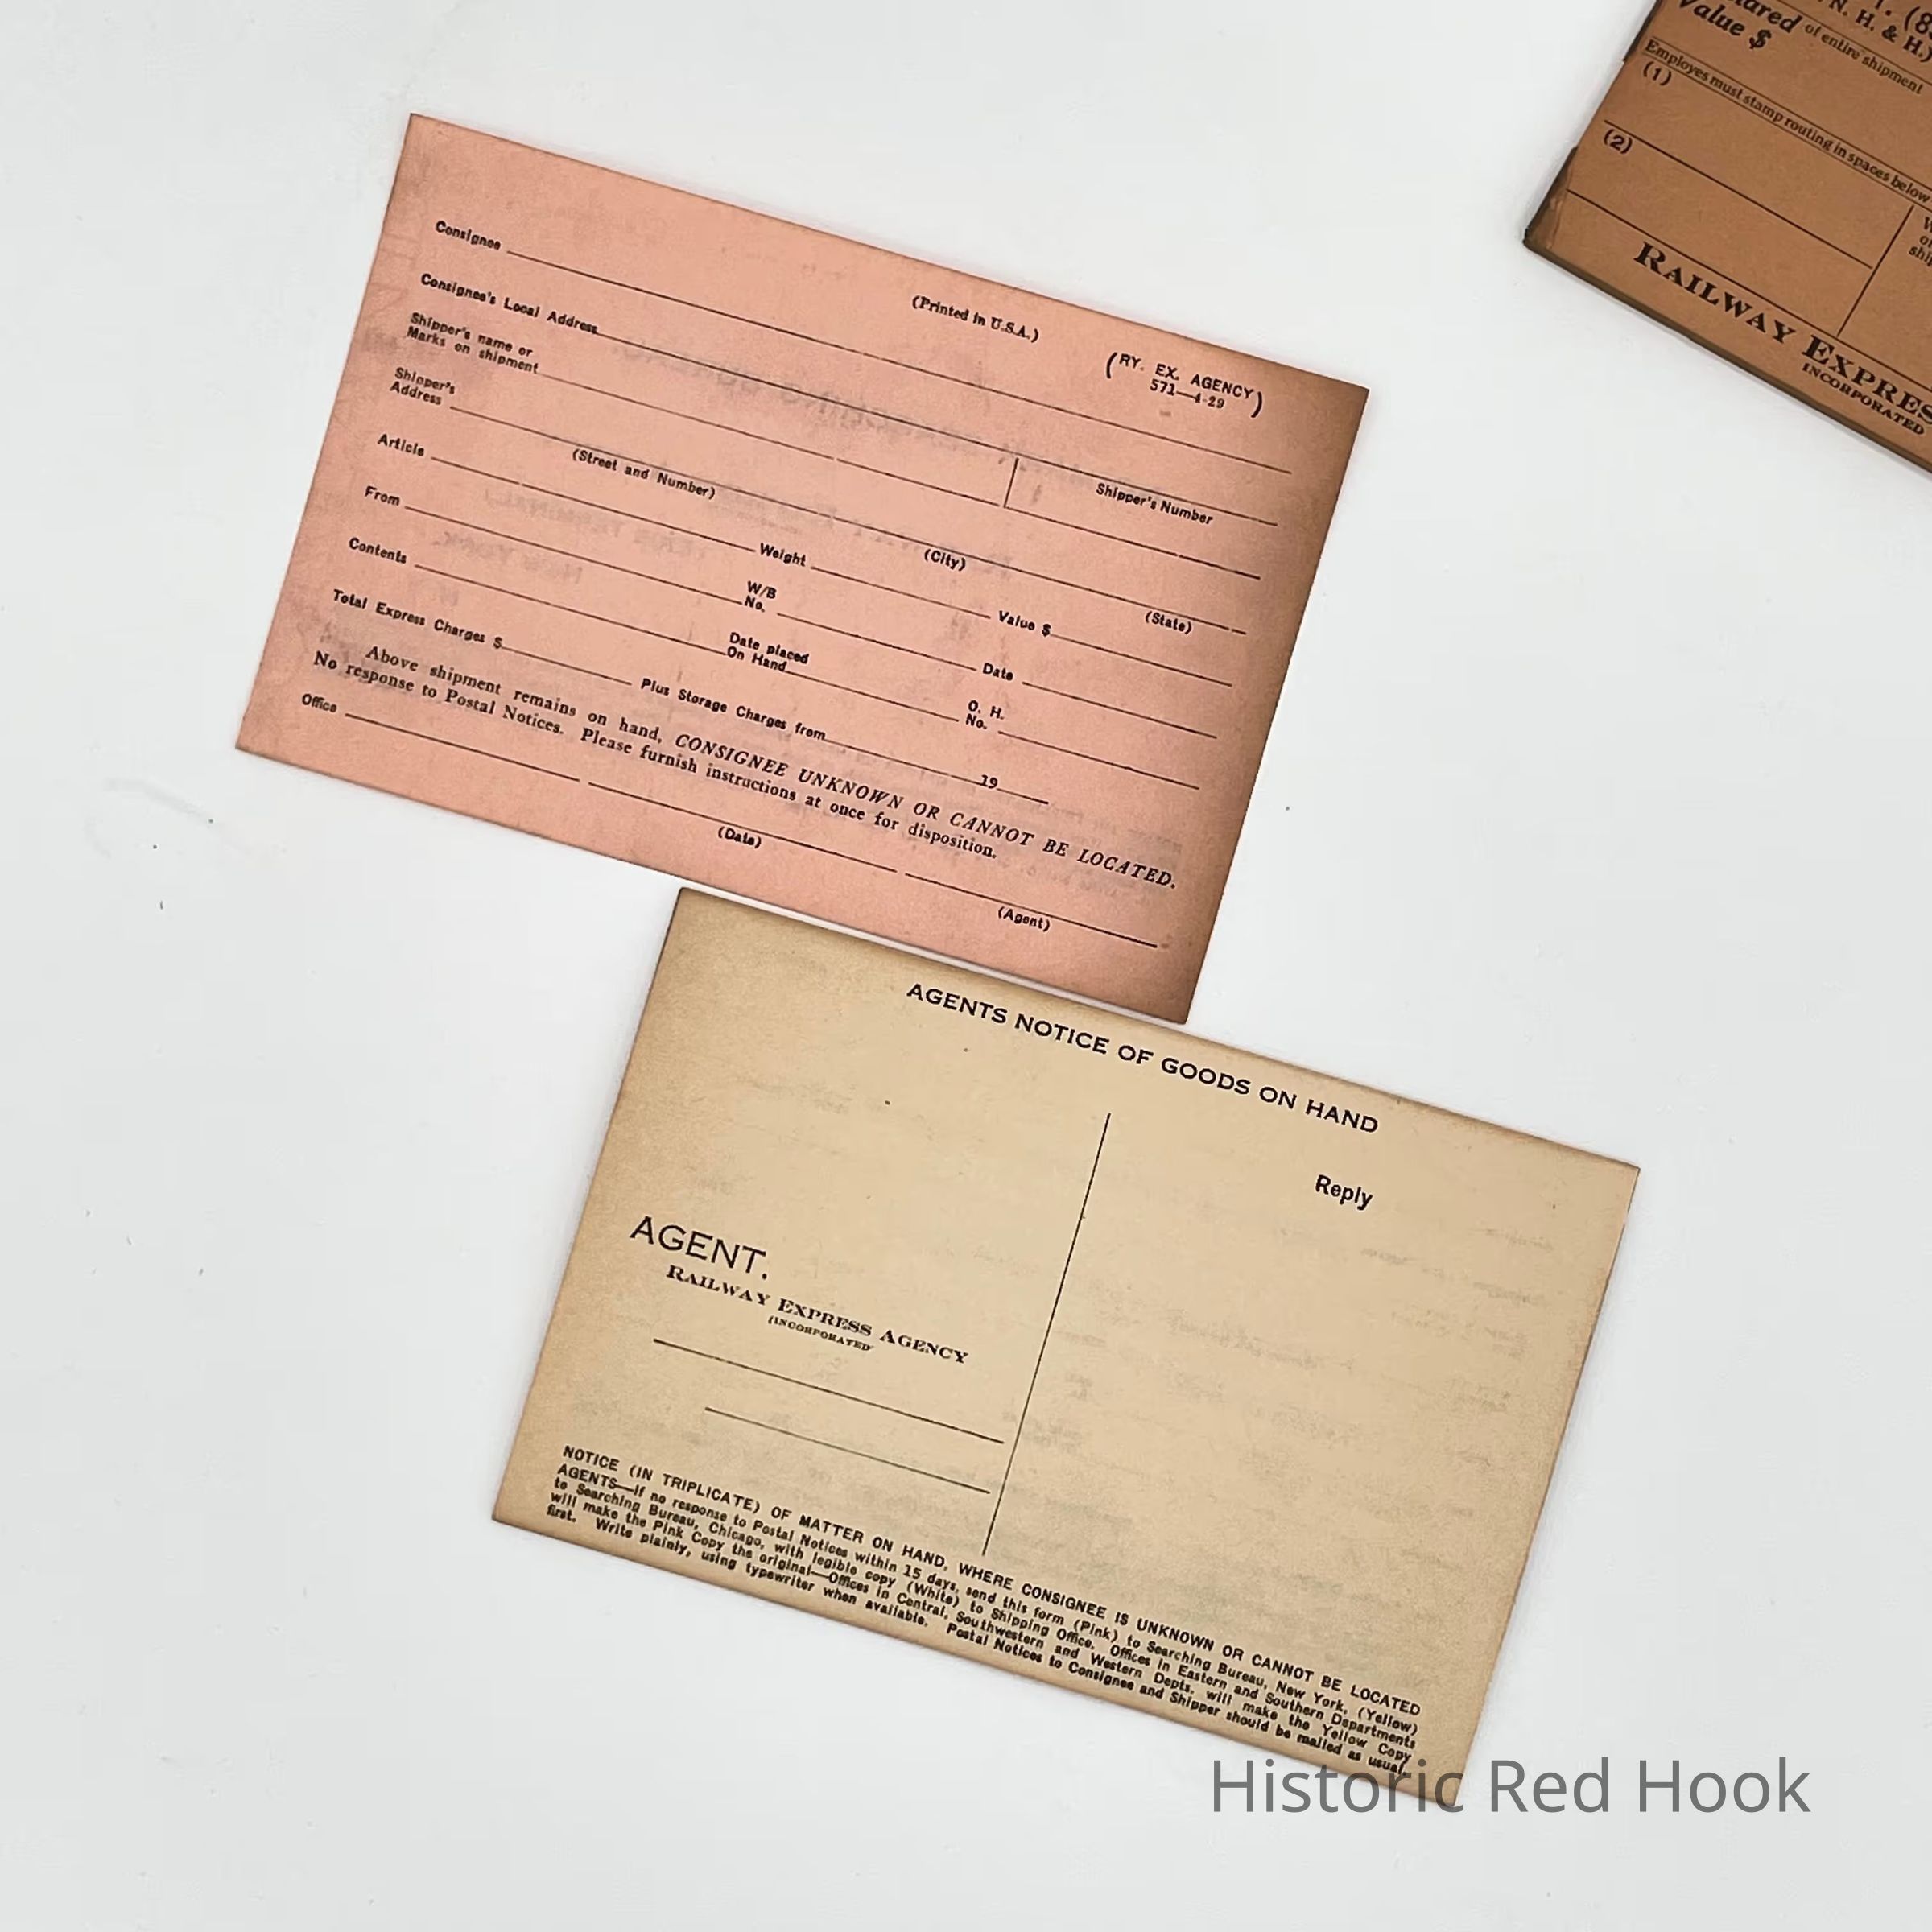 Consignee
(Printed in U.S.A.)
(RY. EX. AGENCY)
571—4-29
Consignee's Local Address
Shipper's name or
Marks on shipment
Shipper's Number
Shipper's
Address
(Street and Number) (City) (State)
Article Weight Value $
From W/B No. Date
Contents Date placed On Hand O. H. No.
Total Express Charges $ Plus Storage Charges from 19
Above shipment remains on hand, CONSIGNEE UNKNOWN OR CANNOT BE LOCATED.
No response to Postal Notices. Please furnish instructions at once for disposition.
Office
(Date) (Agent)
AGENTS NOTICE OF GOODS ON HAND
Reply
AGENT.
RAILWAY EXPRESS AGENCY
(INCORPORATED
NOTICE (IN TRIPLICATE) OF MATTER ON HAND, WHERE CONSIGNEE IS UNKNOWN OR CANNOT BE LOCATED
AGENTS—If no response to Postal Notices within 15 days, send this form (Pink) to Searching Bureau, New York, (Yellow)
to Searching Bureau, Chicago, with legible copy (White) to Shipping Office. Offices in Eastern and Southern Departments
will make the Pink Copy the original—Offices in Central, Southwestern and Western Depts. will make the Yellow Copy
first. Write plainly, using typewriter when available. Postal Notices to Consignee and Shipper should be mailed as usual.
N. H. & H.)
Value $ of entire shipment
Employes must stamp routing in spaces below
(1)
(2)
RAILWAY EXPRES
INCORPORATED
Historic Red Hook